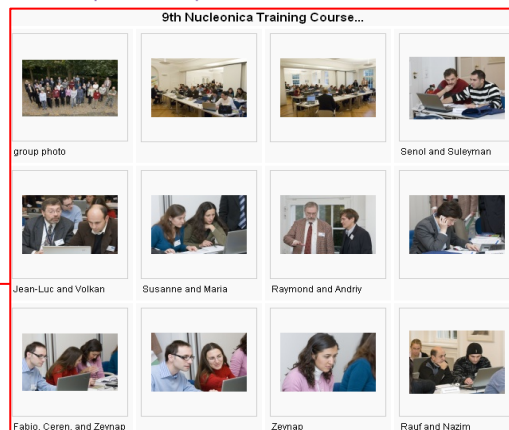 9th Nucleonica Training Course...
group photo
Senol and Suleyman
Jean-Luc and Volkan
Susanne and Maria
Raymond and Andriy
Fabio, Ceren, and Zeynap
Zeynap
Rauf and Nazim